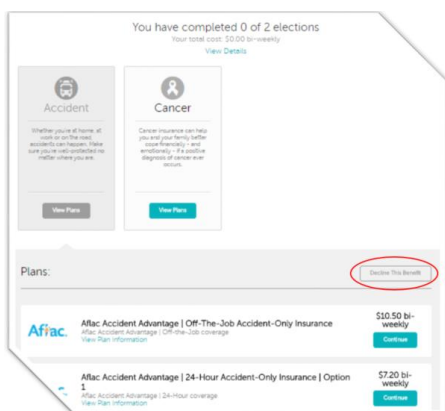 You have completed 0 of 2 elections
Your total cost $0.00 bi-weekly
View Details
Accident
Whether you're at home, at
work or on the road,
accidents can happen. Make
sure you're well-protected no
matter where you are.
View Plans
Cancer
Cancer insurance can help
you and your family better
cope financially - and
emotionally - if a positive
diagnosis of cancer ever
occurs.
View Plans
Plans:
Decline This Benefit
Aflac.
Aflac Accident Advantage | Off-The-Job Accident-Only Insurance
Aflac Accident Advantage | Off-the-Job coverage
View Plan Information
$10.50 bi-
weekly
Continue
Aflac Accident Advantage | 24-Hour Accident-Only Insurance | Option
1
Aflac Accident Advantage | 24-Hour coverage
View Plan Information
$7.20 bi-
weekly
Continue